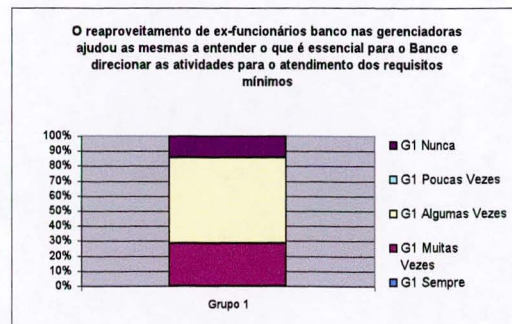 O reaproveitamento de ex-funcionários banco nas gerenciadoras
ajudou as mesmas a entender o que é essencial para o Banco e
direcionar as atividades para o atendimento dos requisitos
mínimos
100%
90%
80%
70%
60%
50%
40%
30%
20%
10%
0%
Grupo 1
G1 Nunca
G1 Poucas Vezes
G1 Algumas Vezes
G1 Muitas
Vezes
G1 Sempre